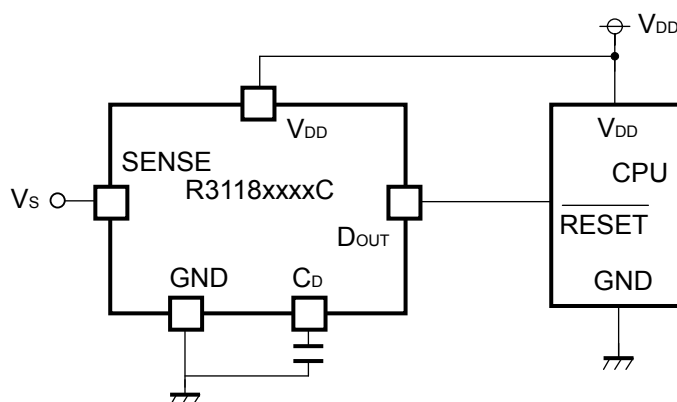 VDD
VDD
VDD
SENSE
CPU
R3118xxxxC
VS
RESET
DOUT
GND
CD
GND